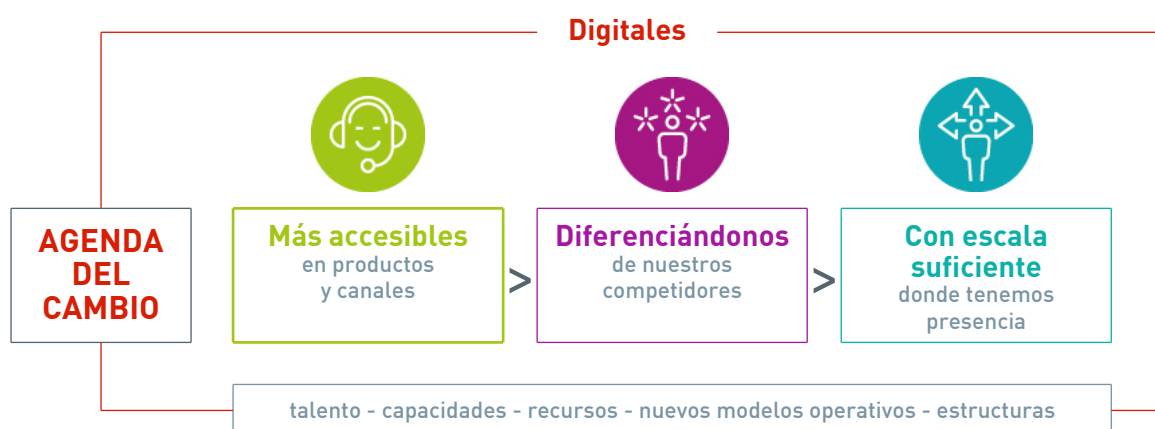 Digitales
AGENDA
DEL
CAMBIO
Más accesibles
en productos
y canales
>
Diferenciándonos
de nuestros
competidores
>
Con escala
suficiente
donde tenemos
presencia
talento - capacidades - recursos - nuevos modelos operativos - estructuras